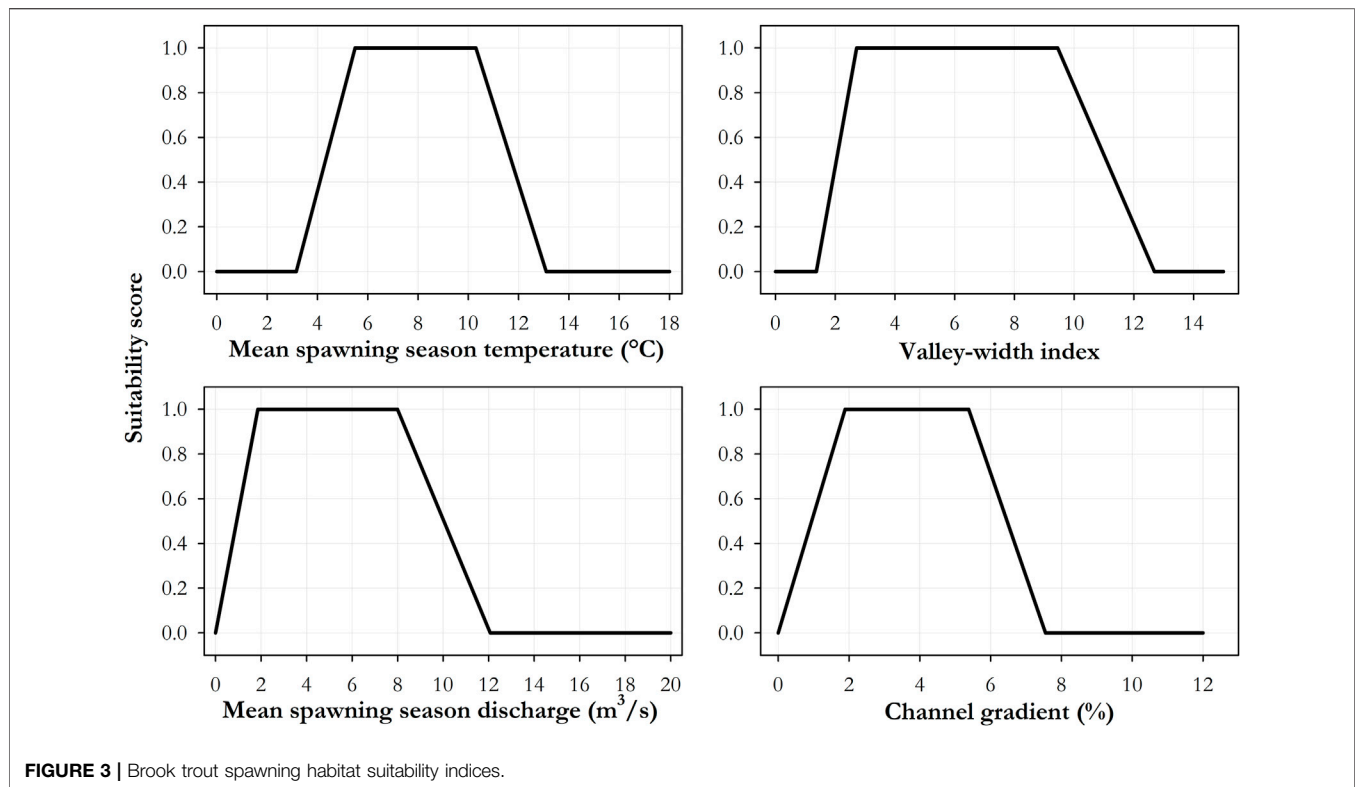 1.0
0.8
0.6
0.4
0.2
0.0
0 2 4 6 8 10 12 14 16 18
Mean spawning season temperature (°C)
1.0
0.8
0.6
0.4
0.2
0.0
0 2 4 6 8 10 12 14
Valley-width index
Suitability score
1.0
0.8
0.6
0.4
0.2
0.0
0 2 4 6 8 10 12 14 16 18 20
Mean spawning season discharge (m³/s)
1.0
0.8
0.6
0.4
0.2
0.0
0 2 4 6 8 10 12
Channel gradient (%)
FIGURE 3 | Brook trout spawning habitat suitability indices.